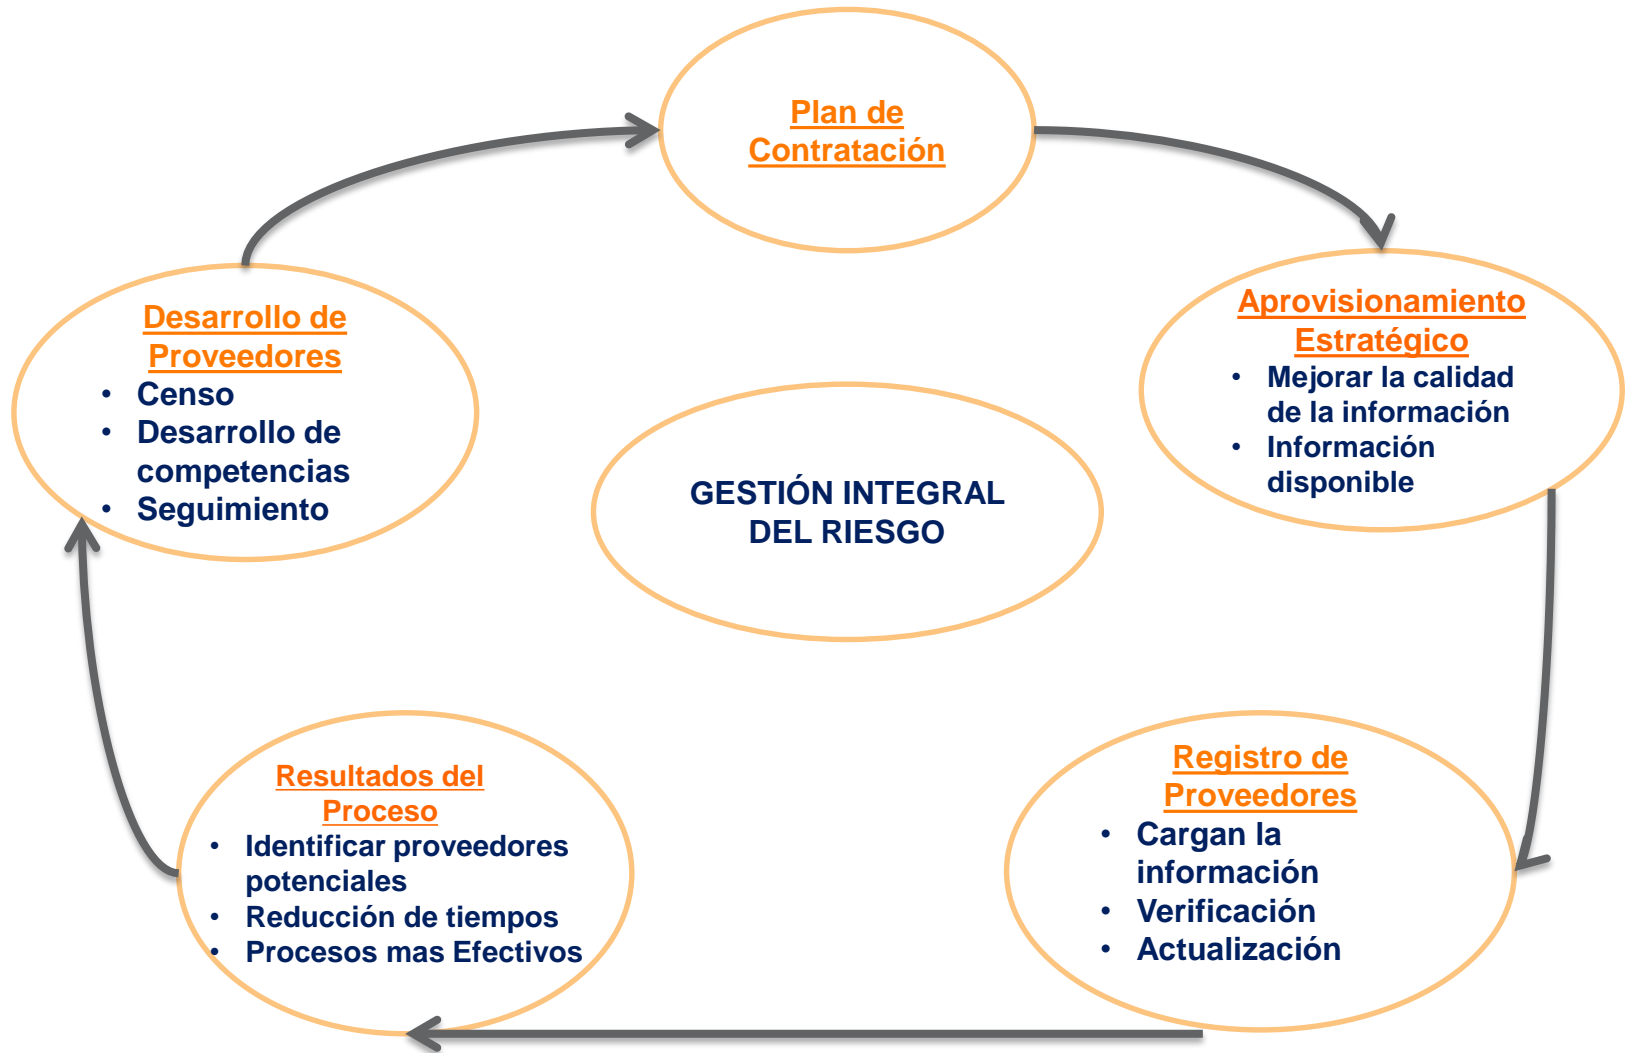 Plan de
Contratación
Aprovisionamiento
Estratégico
• Mejorar la calidad
de la información
• Información
disponible
Registro de
Proveedores
• Cargan la
información
• Verificación
• Actualización
Resultados del
Proceso
• Identificar proveedores
potenciales
• Reducción de tiempos
• Procesos mas Efectivos
Desarrollo de
Proveedores
• Censo
• Desarrollo de
competencias
• Seguimiento
GESTIÓN INTEGRAL
DEL RIESGO